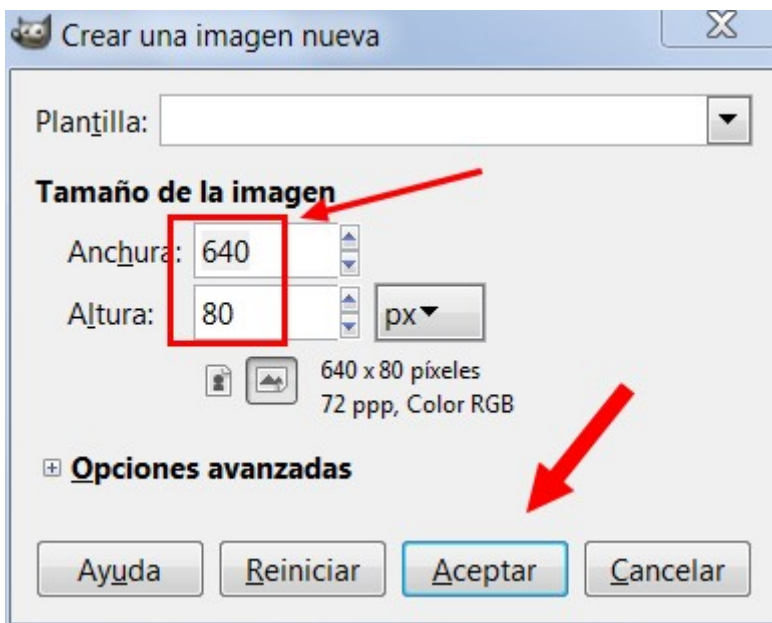 Crear una imagen nueva
Plantilla:
Tamaño de la imagen
Anchura: 640
Altura: 80 px
640 x 80 píxeles
72 ppp, Color RGB
Opciones avanzadas
Ayuda Reiniciar Aceptar Cancelar